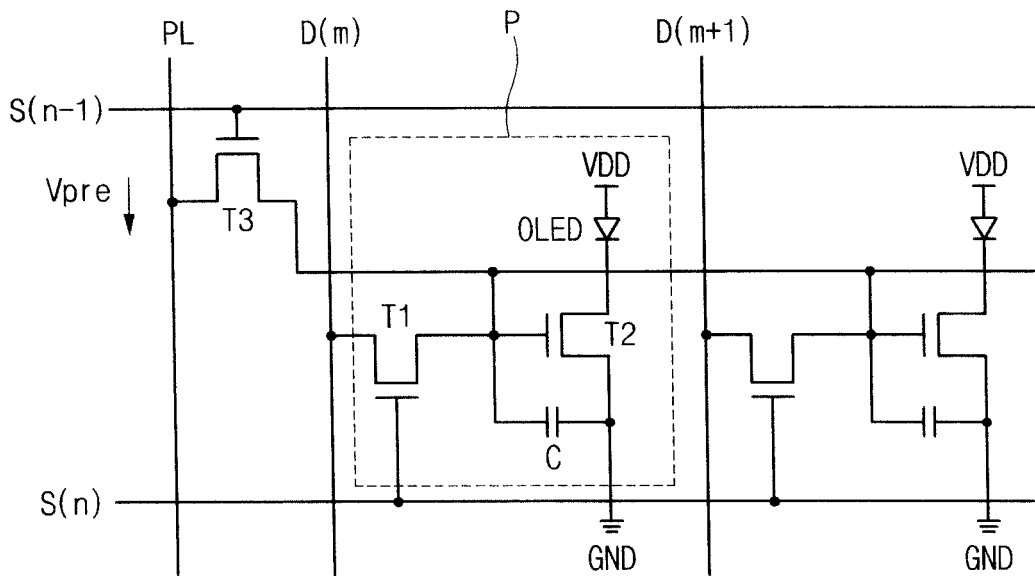 PL D(m) P D(m+1)
S(n-1)
VDD VDD
Vpre
T3 OLED
T1
T2
C
S(n)
GND GND